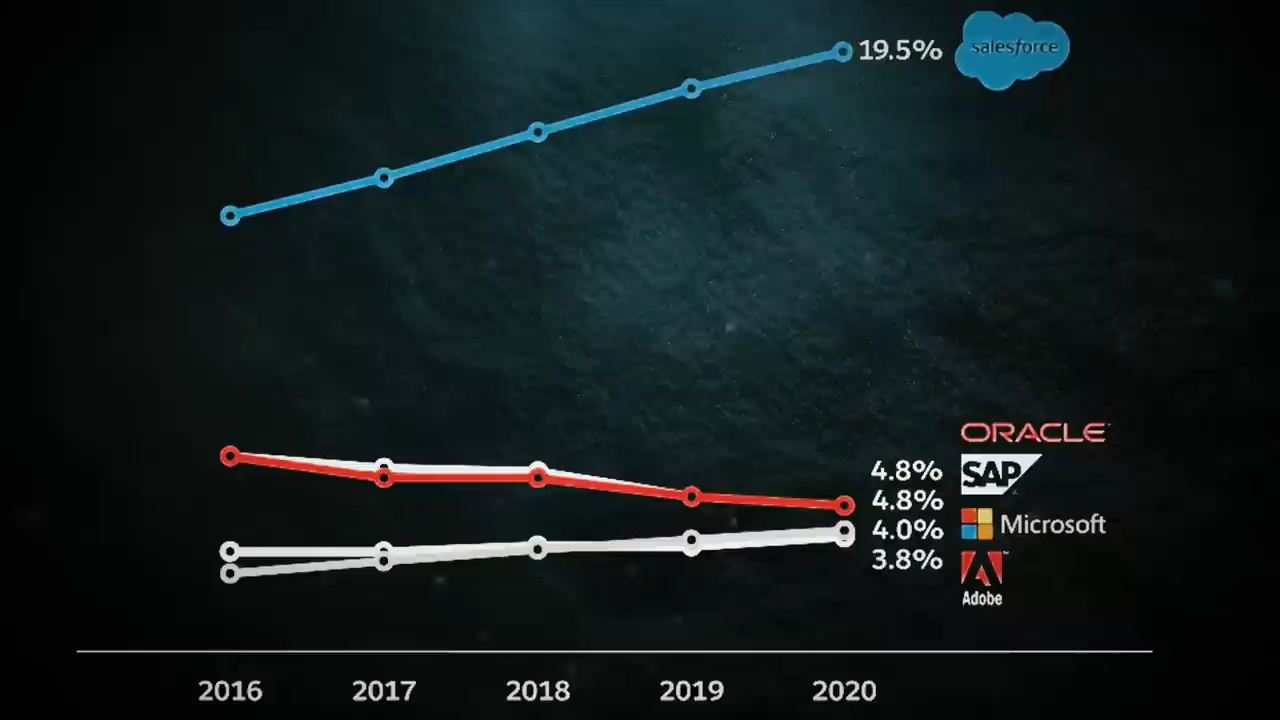 19.5% salesforce
ORACLE
4.8% SAP
4.8%
4.0% Microsoft
3.8%
Adobe
2016 2017 2018 2019 2020